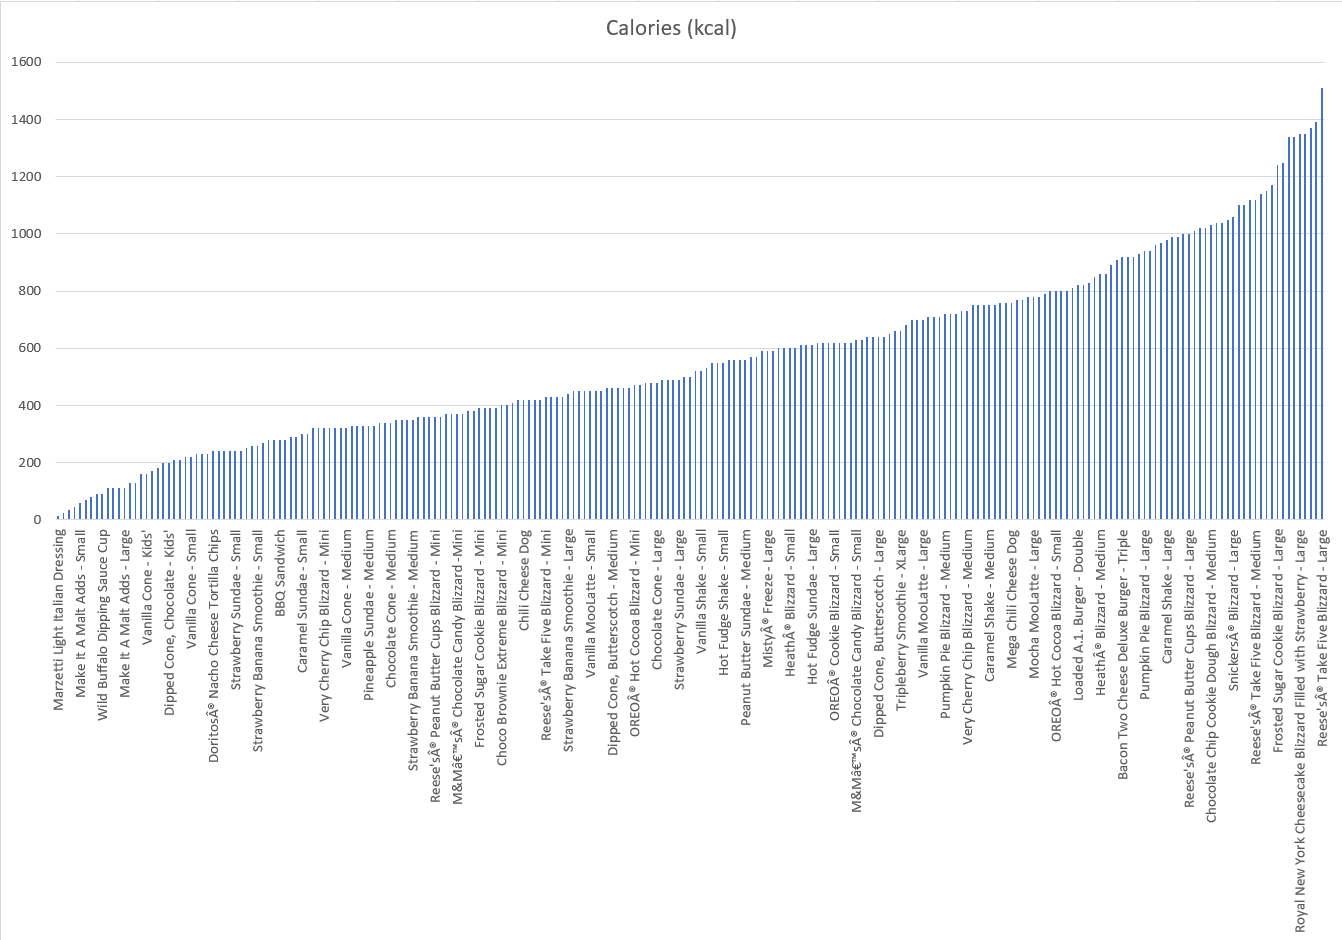 Calories (kcal)
1600
1400
1200
1000
800
600
400
200
0
Marzetti Light Italian Dressing
Make It A Malt Adds - Small
Wild Buffalo Dipping Sauce Cup
Make It A Malt Adds - Large
Vanilla Cone - Kids'
Dipped Cone, Chocolate - Kids'
Vanilla Cone - Small
DoritosÂ® Nacho Cheese Tortilla Chips
Strawberry Sundae - Small
Strawberry Banana Smoothie - Small
BBQ Sandwich
Caramel Sundae - Small
Very Cherry Chip Blizzard - Mini
Vanilla Cone - Medium
Pineapple Sundae - Medium
Chocolate Cone - Medium
Strawberry Banana Smoothie - Medium
Reese'sÂ® Peanut Butter Cups Blizzard - Mini
M&Mâ€™sÂ® Chocolate Candy Blizzard -Mini
Frosted Sugar Cookie Blizzard - Mini
Choco Brownie Extreme Blizzard - Mini
Chili Cheese Dog
Reese'sÂ® Take Five Blizzard - Mini
Strawberry Banana Smoothie - Large
Vanilla MooLatte - Small
Dipped Cone, Butterscotch - Medium
OREOÂ® Hot Cocoa Blizzard - Mini
Chocolate Cone - Large
Strawberry Sundae - Large
Vanilla Shake - Small
Hot Fudge Shake - Small
Peanut Butter Sundae - Medium
MistyÂ® Freeze - Large
HeathÂ® Blizzard - Small
Hot Fudge Sundae - Large
OREOÂ® Cookie Blizzard - Small
M&Mâ€™sÂ® Chocolate Candy Blizzard - Small
Dipped Cone, Butterscotch - Large
Tripleberry Smoothie - XLarge
Vanilla MooLatte - Large
Pumpkin Pie Blizzard - Medium
Very Cherry Chip Blizzard - Medium
Caramel Shake - Medium
Mega Chili Cheese Dog
Mocha MooLatte - Large
OREOÂ® Hot Cocoa Blizzard - Small
Loaded A.1. Burger - Double
HeathÂ® Blizzard - Medium
Bacon Two Cheese Deluxe Burger - Triple
Pumpkin Pie Blizzard - Large
Caramel Shake - Large
Reese'sÂ® Peanut Butter Cups Blizzard - Large
Chocolate Chip Cookie Dough Blizzard - Medium
SnickersÂ® Blizzard - Large
Reese'sÂ® Take Five Blizzard - Medium
Frosted Sugar Cookie Blizzard - Large
Royal New York Cheesecake Blizzard Filled with Strawberry - Large
Reese'sÂ® Take Five Blizzard - Large